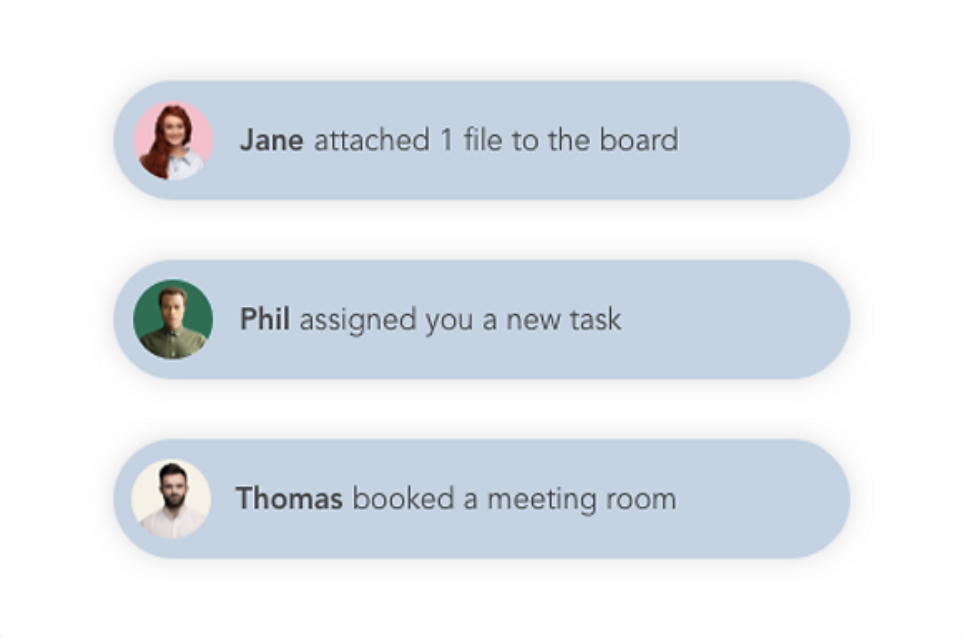 Jane attached 1 file to the board
Phil assigned you a new task
Thomas booked a meeting room